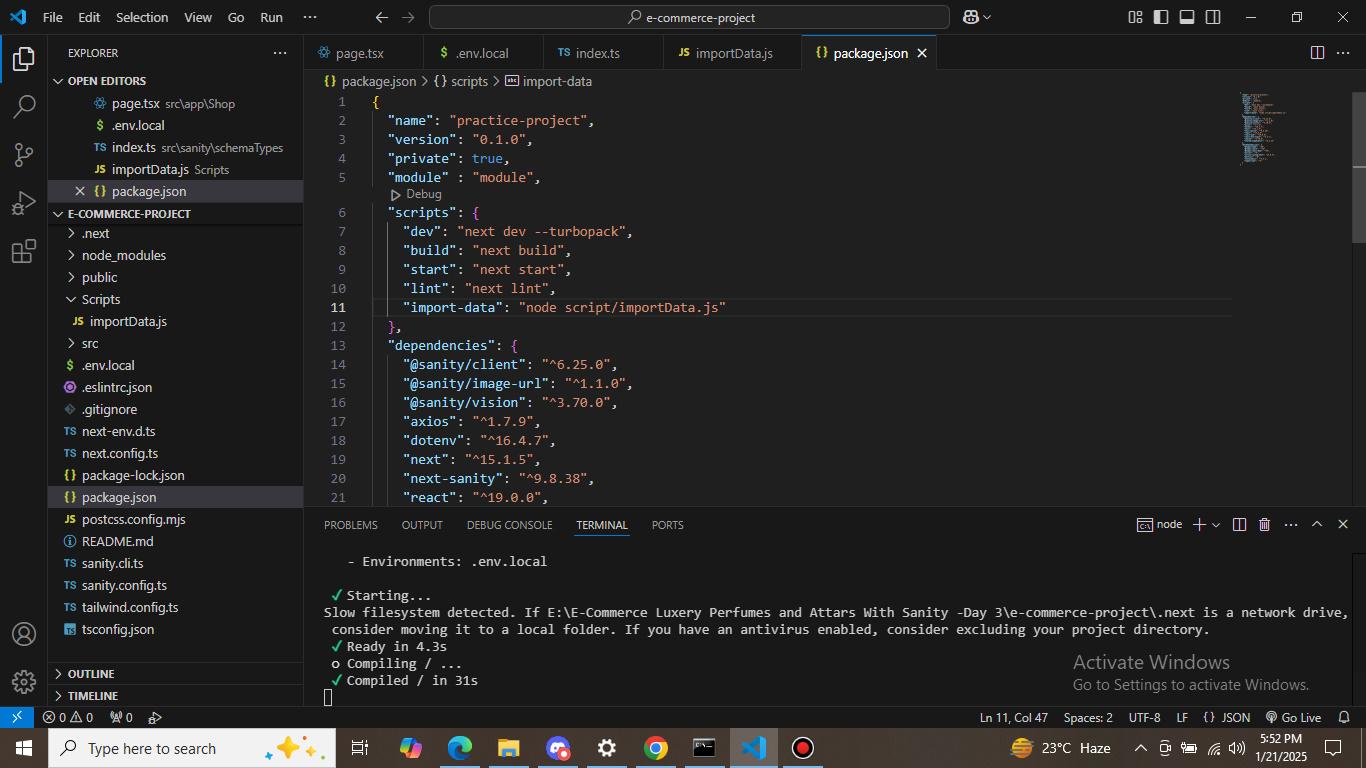 File Edit Selection View Go Run ···
e-commerce-project
EXPLORER ···
OPEN EDITORS
page.tsx src\app\Shop
$ .env.local
TS index.ts src\sanity\schemaTypes
JS importData.js Scripts
{} package.json
E-COMMERCE-PROJECT
.next
node_modules
public
Scripts
JS importData.js
src
$ .env.local
.eslintrc.json
.gitignore
TS next-env.d.ts
TS next.config.ts
{} package-lock.json
{} package.json
JS postcss.config.mjs
README.md
TS sanity.cli.ts
TS sanity.config.ts
TS tailwind.config.ts
TS tsconfig.json
OUTLINE
TIMELINE
page.tsx $ .env.local TS index.ts JS importData.js {} package.json
{} package.json > {} scripts > abc import-data
1 {
2 "name": "practice-project",
3 "version": "0.1.0",
4 "private": true,
5 "module" : "module",
Debug
6 "scripts": {
7 "dev": "next dev --turbopack",
8 "build": "next build",
9 "start": "next start",
10 "lint": "next lint",
11 "import-data": "node script/importData.js"
12 },
13 "dependencies": {
14 "@sanity/client": "^6.25.0",
15 "@sanity/image-url": "^1.1.0",
16 "@sanity/vision": "^3.70.0",
17 "axios": "^1.7.9",
18 "dotenv": "^16.4.7",
19 "next": "^15.1.5",
20 "next-sanity": "^9.8.38",
21 "react": "^19.0.0",
PROBLEMS OUTPUT DEBUG CONSOLE TERMINAL PORTS
node
- Environments: .env.local
✓ Starting...
Slow filesystem detected. If E:\E-Commerce Luxery Perfumes and Attars With Sanity -Day 3\e-commerce-project\.next is a network drive,
consider moving it to a local folder. If you have an antivirus enabled, consider excluding your project directory.
✓ Ready in 4.3s
o Compiling / ...
✓ Compiled / in 31s
Activate Windows
Go to Settings to activate Windows.
0 0 0 Ln 11, Col 47 Spaces: 2 UTF-8 LF {} JSON Go Live
Type here to search
23°C Haze
5:52 PM
1/21/2025